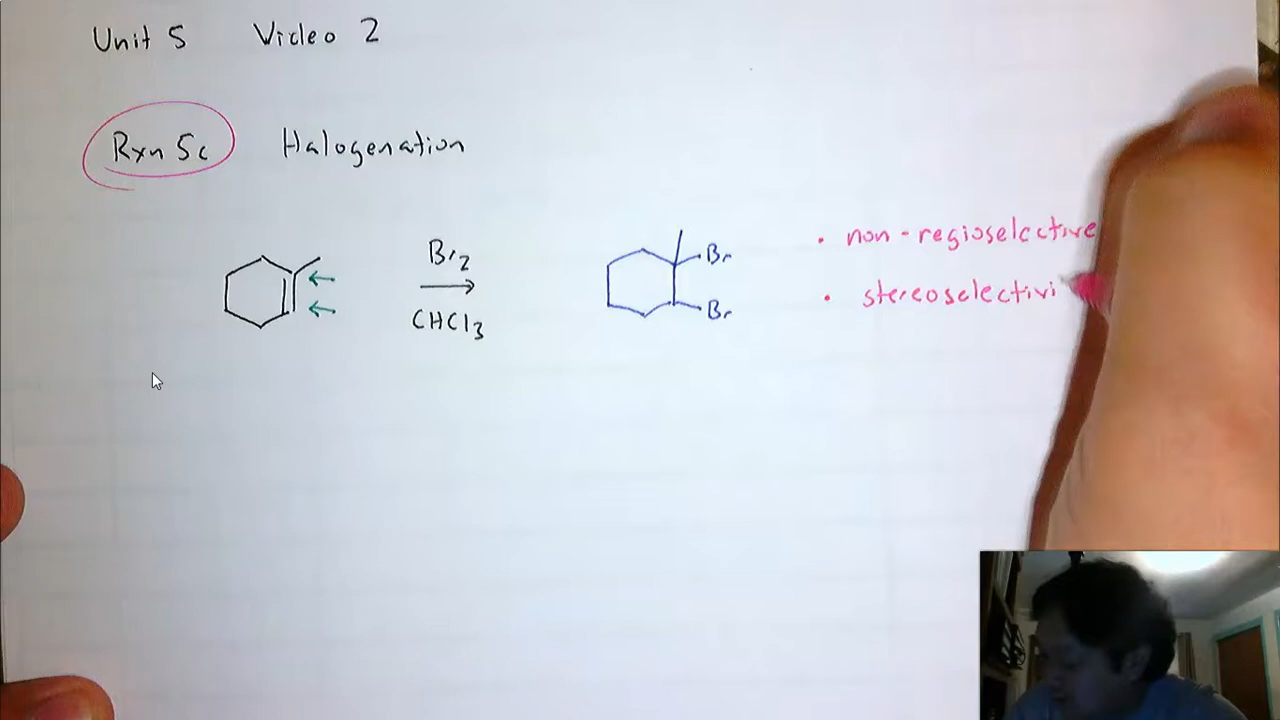 Unit 5 Video 2
Rxn 5c Halogenation
Br2
CHCl3
Br
Br
• non-regioselective
• stereoselectivi